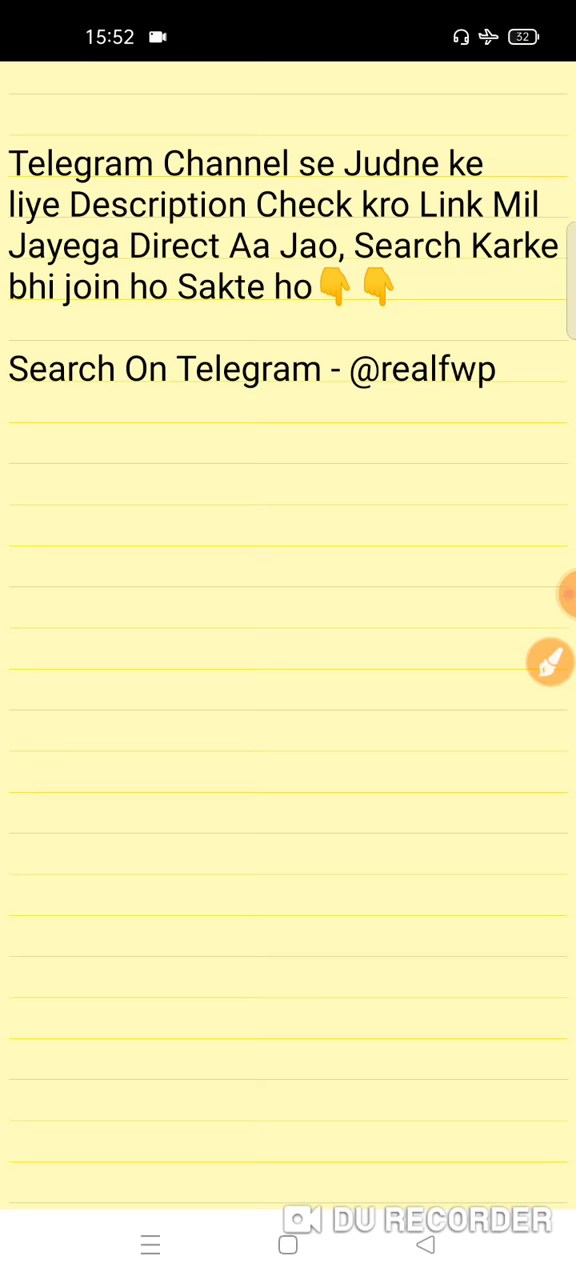 15:52
32
Telegram Channel se Judne ke
liye Description Check kro Link Mil
Jayega Direct Aa Jao, Search Karke
bhi join ho Sakte ho👇👇
Search On Telegram - @realfwp
DU RECORDER